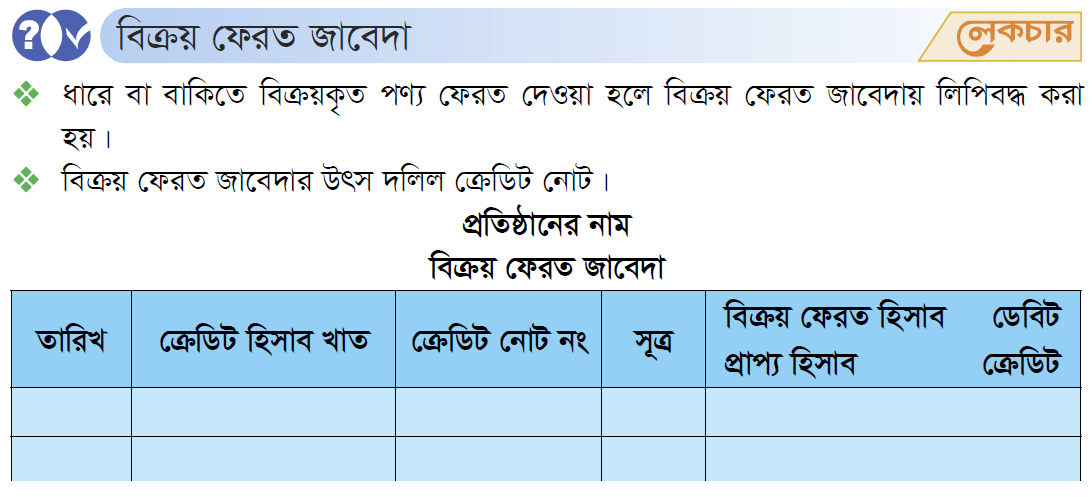 বিক্রয় ফেরত জাবেদা
লেকচার
ধারে বা বাকিতে বিক্রয়কৃত পণ্য ফেরত দেওয়া হলে বিক্রয় ফেরত জাবেদায় লিপিবদ্ধ করা
হয়।
বিক্রয় ফেরত জাবেদার উৎস দলিল ক্রেডিট নোট।
প্রতিষ্ঠানের নাম
বিক্রয় ফেরত জাবেদা
তারিখ ক্রেডিট হিসাব খাত ক্রেডিট নোট নং সূত্র
বিক্রয় ফেরত হিসাব ডেবিট
প্রাপ্য হিসাব ক্রেডিট